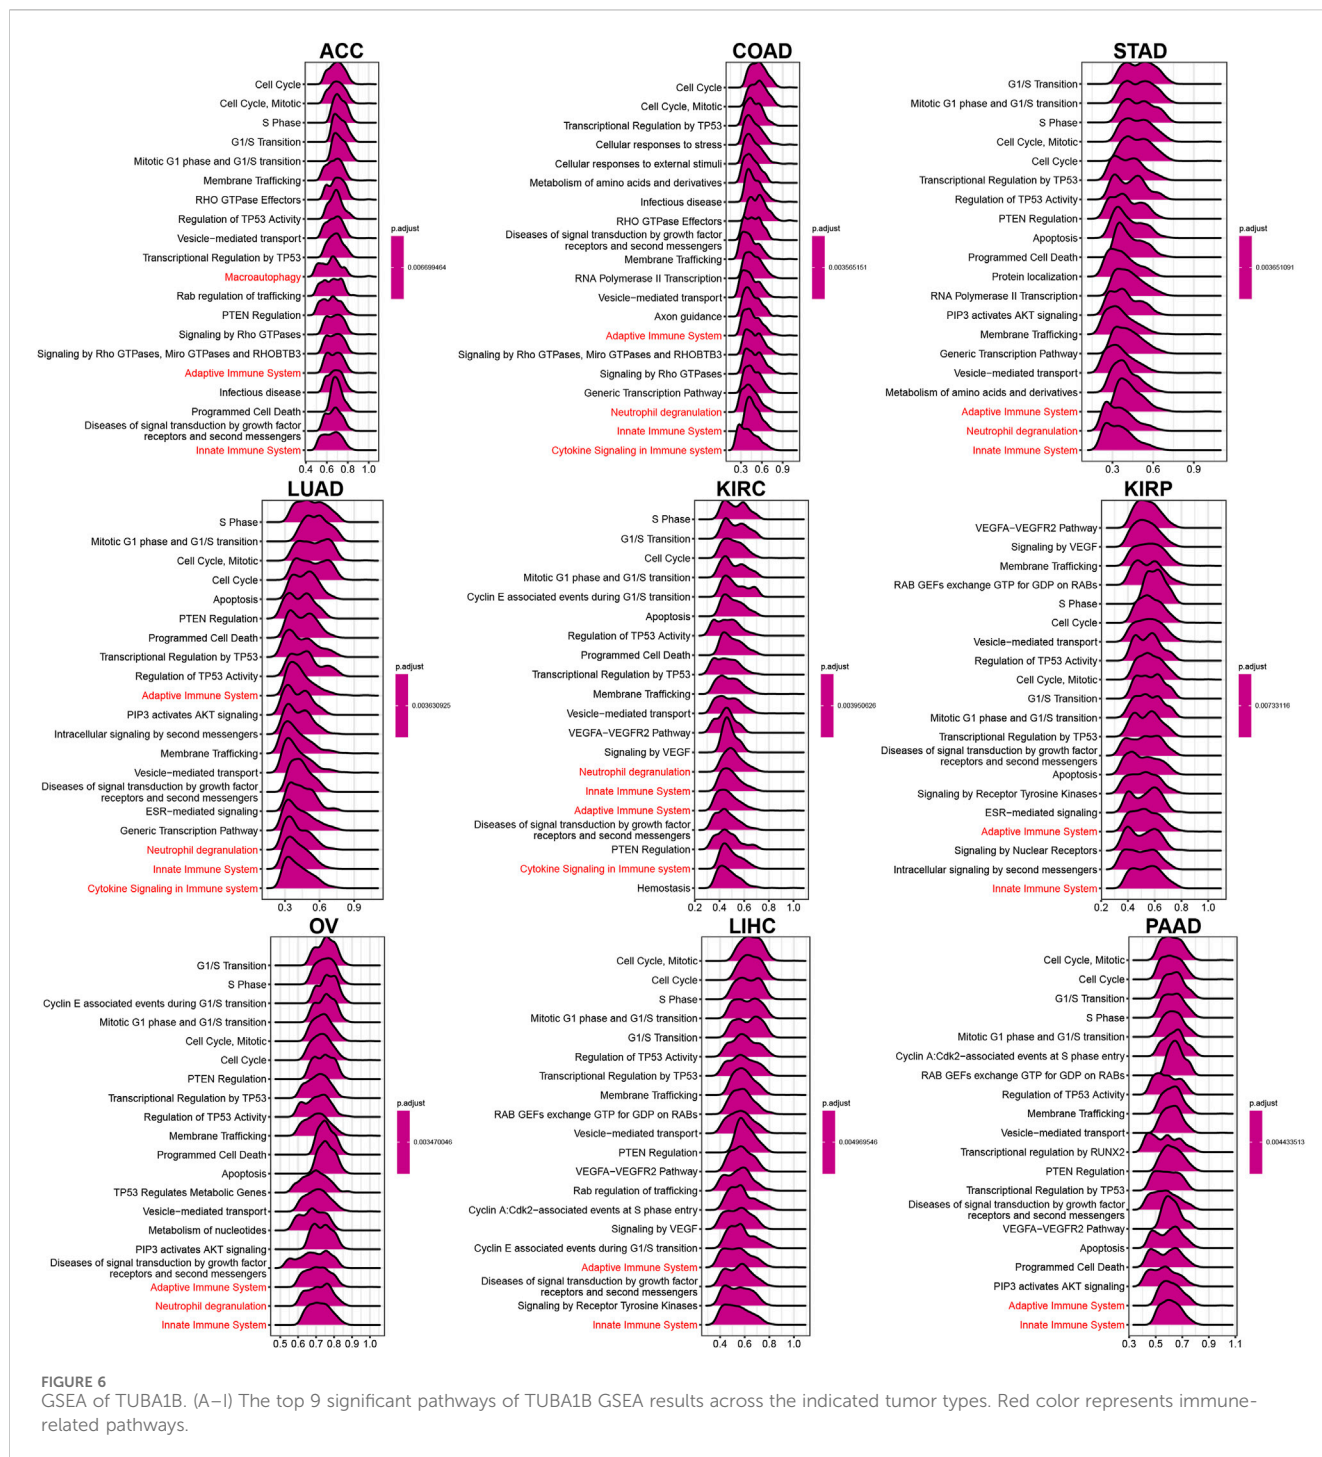 ACC
Cell Cycle
Cell Cycle, Mitotic
S Phase
G1/S Transition
Mitotic G1 phase and G1/S transition
Membrane Trafficking
RHO GTPase Effectors
Regulation of TP53 Activity
Vesicle−mediated transport
Transcriptional Regulation by TP53
Macroautophagy
Rab regulation of trafficking
PTEN Regulation
Signaling by Rho GTPases
Signaling by Rho GTPases, Miro GTPases and RHOBTB3
Adaptive Immune System
Infectious disease
Programmed Cell Death
Diseases of signal transduction by growth factor
receptors and second messengers
Innate Immune System
0.4 0.6 0.8 1.0
p.adjust
0.006699464
COAD
Cell Cycle
Cell Cycle, Mitotic
Transcriptional Regulation by TP53
Cellular responses to stress
Cellular responses to external stimuli
Metabolism of amino acids and derivatives
Infectious disease
RHO GTPase Effectors
Diseases of signal transduction by growth factor
receptors and second messengers
Membrane Trafficking
RNA Polymerase II Transcription
Vesicle−mediated transport
Axon guidance
Adaptive Immune System
Signaling by Rho GTPases, Miro GTPases and RHOBTB3
Signaling by Rho GTPases
Generic Transcription Pathway
Neutrophil degranulation
Innate Immune System
Cytokine Signaling in Immune system
0.3 0.6 0.9
p.adjust
0.003565151
STAD
G1/S Transition
Mitotic G1 phase and G1/S transition
S Phase
Cell Cycle, Mitotic
Cell Cycle
Transcriptional Regulation by TP53
Regulation of TP53 Activity
PTEN Regulation
Apoptosis
Programmed Cell Death
Protein localization
RNA Polymerase II Transcription
PIP3 activates AKT signaling
Membrane Trafficking
Generic Transcription Pathway
Vesicle−mediated transport
Metabolism of amino acids and derivatives
Adaptive Immune System
Neutrophil degranulation
Innate Immune System
0.3 0.6 0.9
p.adjust
0.003651091
LUAD
S Phase
Mitotic G1 phase and G1/S transition
Cell Cycle, Mitotic
Cell Cycle
Apoptosis
PTEN Regulation
Programmed Cell Death
Transcriptional Regulation by TP53
Regulation of TP53 Activity
Adaptive Immune System
PIP3 activates AKT signaling
Intracellular signaling by second messengers
Membrane Trafficking
Vesicle−mediated transport
Diseases of signal transduction by growth factor
receptors and second messengers
ESR−mediated signaling
Generic Transcription Pathway
Neutrophil degranulation
Innate Immune System
Cytokine Signaling in Immune system
0.3 0.6 0.9
p.adjust
0.003630925
KIRC
S Phase
G1/S Transition
Cell Cycle
Mitotic G1 phase and G1/S transition
Cyclin E associated events during G1/S transition
Apoptosis
Regulation of TP53 Activity
Programmed Cell Death
Transcriptional Regulation by TP53
Membrane Trafficking
Vesicle−mediated transport
VEGFA−VEGFR2 Pathway
Signaling by VEGF
Neutrophil degranulation
Innate Immune System
Adaptive Immune System
Diseases of signal transduction by growth factor
receptors and second messengers
PTEN Regulation
Cytokine Signaling in Immune system
Hemostasis
0.2 0.4 0.6 0.8 1.0
p.adjust
0.003950626
KIRP
VEGFA−VEGFR2 Pathway
Signaling by VEGF
Membrane Trafficking
RAB GEFs exchange GTP for GDP on RABs
S Phase
Cell Cycle
Vesicle−mediated transport
Regulation of TP53 Activity
Cell Cycle, Mitotic
G1/S Transition
Mitotic G1 phase and G1/S transition
Transcriptional Regulation by TP53
Diseases of signal transduction by growth factor
receptors and second messengers
Apoptosis
Signaling by Receptor Tyrosine Kinases
ESR−mediated signaling
Adaptive Immune System
Signaling by Nuclear Receptors
Intracellular signaling by second messengers
Innate Immune System
0.2 0.4 0.6 0.8 1.0
p.adjust
0.00733116
OV
G1/S Transition
S Phase
Cyclin E associated events during G1/S transition
Mitotic G1 phase and G1/S transition
Cell Cycle, Mitotic
Cell Cycle
PTEN Regulation
Transcriptional Regulation by TP53
Regulation of TP53 Activity
Membrane Trafficking
Programmed Cell Death
Apoptosis
TP53 Regulates Metabolic Genes
Vesicle−mediated transport
Metabolism of nucleotides
PIP3 activates AKT signaling
Diseases of signal transduction by growth factor
receptors and second messengers
Adaptive Immune System
Neutrophil degranulation
Innate Immune System
0.5 0.6 0.7 0.8 0.9 1.0
p.adjust
0.003470046
LIHC
Cell Cycle, Mitotic
Cell Cycle
S Phase
Mitotic G1 phase and G1/S transition
G1/S Transition
Regulation of TP53 Activity
Transcriptional Regulation by TP53
Membrane Trafficking
RAB GEFs exchange GTP for GDP on RABs
Vesicle−mediated transport
PTEN Regulation
VEGFA−VEGFR2 Pathway
Rab regulation of trafficking
Cyclin A:Cdk2−associated events at S phase entry
Signaling by VEGF
Cyclin E associated events during G1/S transition
Adaptive Immune System
Diseases of signal transduction by growth factor
receptors and second messengers
Signaling by Receptor Tyrosine Kinases
Innate Immune System
0.4 0.6 0.8 1.0
p.adjust
0.004969546
PAAD
Cell Cycle, Mitotic
Cell Cycle
G1/S Transition
S Phase
Mitotic G1 phase and G1/S transition
Cyclin A:Cdk2−associated events at S phase entry
RAB GEFs exchange GTP for GDP on RABs
Regulation of TP53 Activity
Membrane Trafficking
Vesicle−mediated transport
Transcriptional regulation by RUNX2
PTEN Regulation
Transcriptional Regulation by TP53
Diseases of signal transduction by growth factor
receptors and second messengers
VEGFA−VEGFR2 Pathway
Apoptosis
Programmed Cell Death
PIP3 activates AKT signaling
Adaptive Immune System
Innate Immune System
0.3 0.5 0.7 0.9 1.1
p.adjust
0.004433513
FIGURE 6
GSEA of TUBA1B. (A–I) The top 9 significant pathways of TUBA1B GSEA results across the indicated tumor types. Red color represents immune-
related pathways.